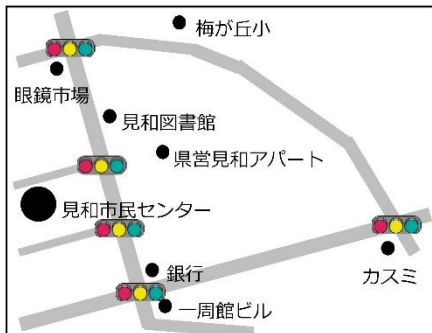 梅が丘小
眼鏡市場
見和図書館
県営見和アパート
見和市民センター
銀行
カスミ
一周館ビル